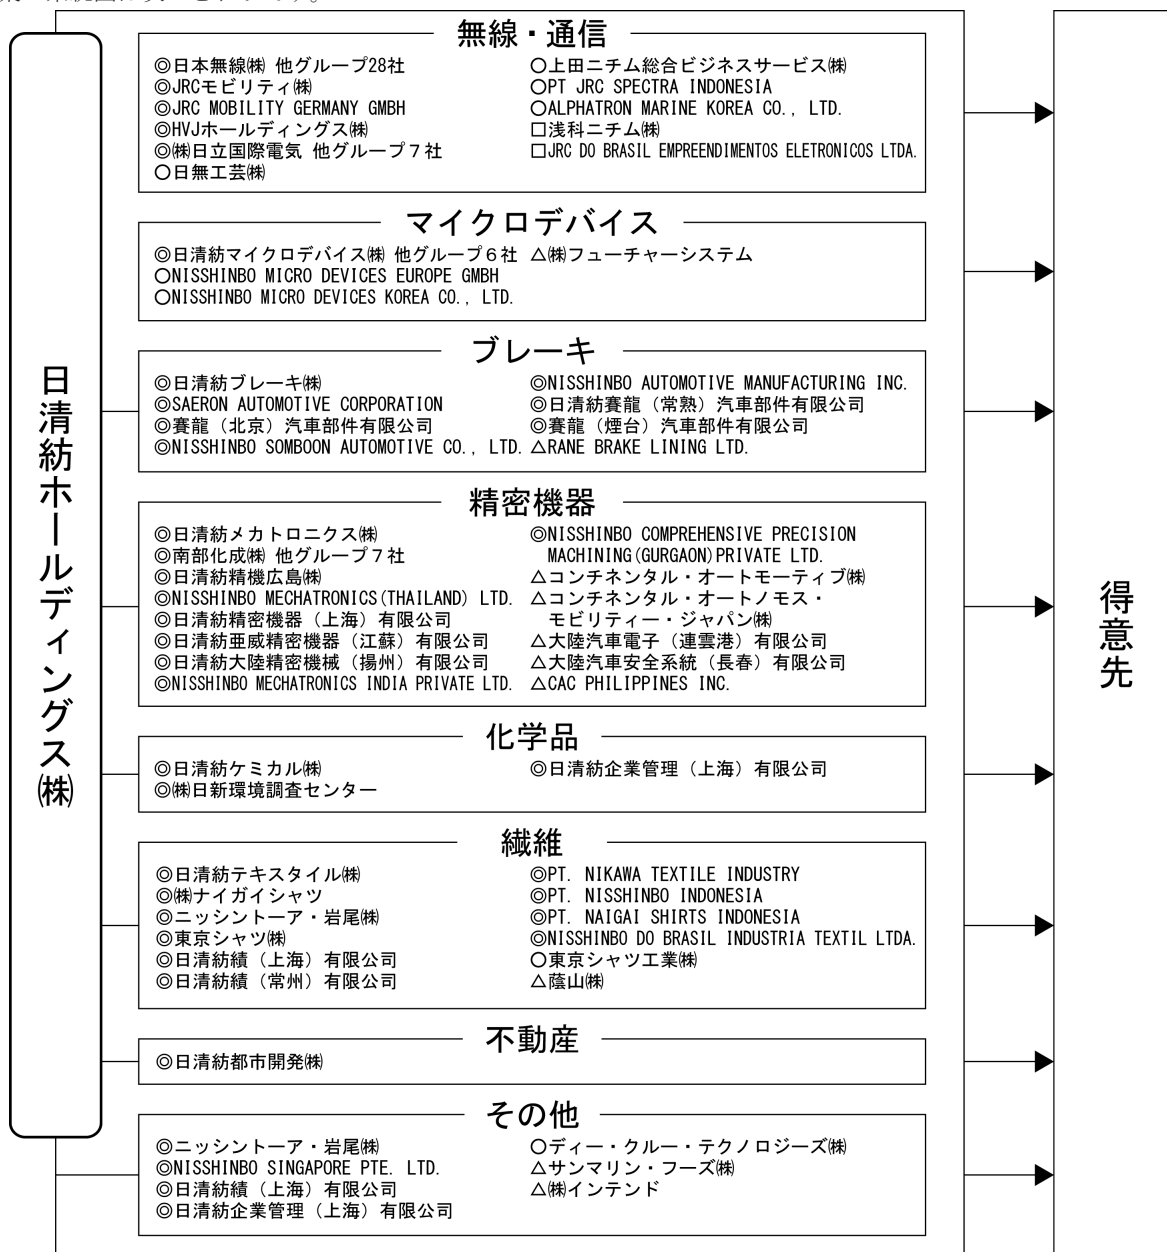 日清紡ホールディングス㈱
無線・通信
◎日本無線㈱ 他グループ28社
◎JRCモビリティ㈱
◎JRC MOBILITY GERMANY GMBH
◎HVJホールディングス㈱
◎㈱日立国際電気 他グループ７社
○日無工芸㈱
○上田ニチム総合ビジネスサービス㈱
○PT JRC SPECTRA INDONESIA
○ALPHATRON MARINE KOREA CO., LTD.
□浅科ニチム㈱
□JRC DO BRASIL EMPREENDIMENTOS ELETRONICOS LTDA.
マイクロデバイス
◎日清紡マイクロデバイス㈱ 他グループ６社
○NISSHINBO MICRO DEVICES EUROPE GMBH
○NISSHINBO MICRO DEVICES KOREA CO., LTD.
△㈱フューチャーシステム
ブレーキ
◎日清紡ブレーキ㈱
◎SAERON AUTOMOTIVE CORPORATION
◎賽龍（北京）汽車部件有限公司
◎NISSHINBO SOMBOON AUTOMOTIVE CO., LTD.
◎NISSHINBO AUTOMOTIVE MANUFACTURING INC.
◎日清紡賽龍（常熟）汽車部件有限公司
◎賽龍（煙台）汽車部件有限公司
△RANE BRAKE LINING LTD.
精密機器
◎日清紡メカトロニクス㈱
◎南部化成㈱ 他グループ７社
◎日清紡精機広島㈱
◎NISSHINBO MECHATRONICS(THAILAND) LTD.
◎日清紡精密機器（上海）有限公司
◎日清紡亜威精密機器（江蘇）有限公司
◎日清紡大陸精密機械（揚州）有限公司
◎NISSHINBO MECHATRONICS INDIA PRIVATE LTD.
◎NISSHINBO COMPREHENSIVE PRECISION
MACHINING(GURGAON)PRIVATE LTD.
△コンチネンタル・オートモーティブ㈱
△コンチネンタル・オートノモス・
モビリティー・ジャパン㈱
△大陸汽車電子（連雲港）有限公司
△大陸汽車安全系統（長春）有限公司
△CAC PHILIPPINES INC.
化学品
◎日清紡ケミカル㈱
◎㈱日新環境調査センター
◎日清紡企業管理（上海）有限公司
繊維
◎日清紡テキスタイル㈱
◎㈱ナイガイシャツ
◎ニッシントーア・岩尾㈱
◎東京シャツ㈱
◎日清紡績（上海）有限公司
◎日清紡績（常州）有限公司
◎PT. NIKAWA TEXTILE INDUSTRY
◎PT. NISSHINBO INDONESIA
◎PT. NAIGAI SHIRTS INDONESIA
◎NISSHINBO DO BRASIL INDUSTRIA TEXTIL LTDA.
○東京シャツ工業㈱
△蔭山㈱
不動産
◎日清紡都市開発㈱
その他
◎ニッシントーア・岩尾㈱
◎NISSHINBO SINGAPORE PTE. LTD.
◎日清紡績（上海）有限公司
◎日清紡企業管理（上海）有限公司
○ディー・クルー・テクノロジーズ㈱
△サンマリン・フーズ㈱
△㈱インテンド
得意先